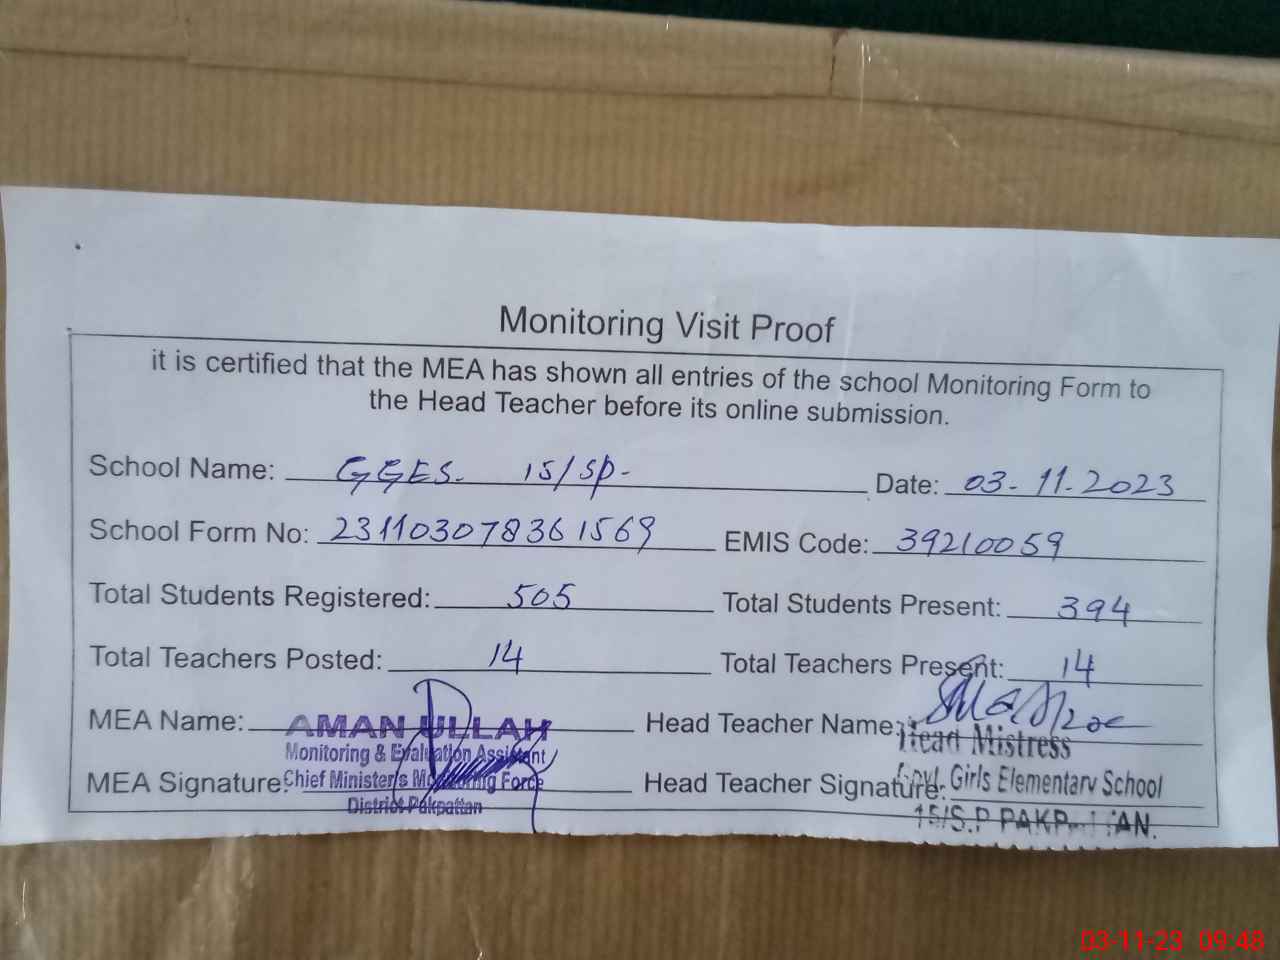 Monitoring Visit Proof
it is certified that the MEA has shown all entries of the school Monitoring Form to
the Head Teacher before its online submission.
School Name: GGES. 15/SP- Date: 03-11-2023
School Form No: 231103078361569 EMIS Code: 39210059
Total Students Registered: 505 Total Students Present: 394
Total Teachers Posted: 14 Total Teachers Present: 14
MEA Name: AMAN ULLAH Head Teacher Name: Head Mistress
Monitoring & Evaluation Assistant
MEA Signature: Chief Minister's Monitoring Force Head Teacher Signature: Govt. Girls Elementary School
District Pakpattan 15/S.P PAKPATTAN.
03-11-23 09:48